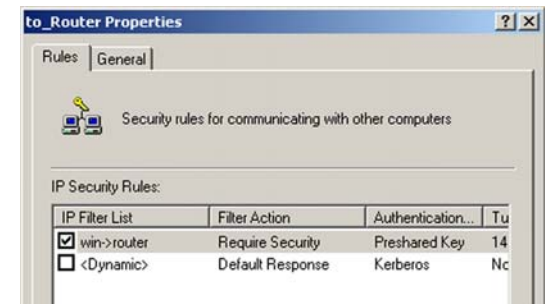 to_Router Properties
Rules General
Security rules for communicating with other computers
IP Security Rules:
IP Filter List Filter Action Authentication... Tu
win->router Require Security Preshared Key 14
<Dynamic> Default Response Kerberos Nc